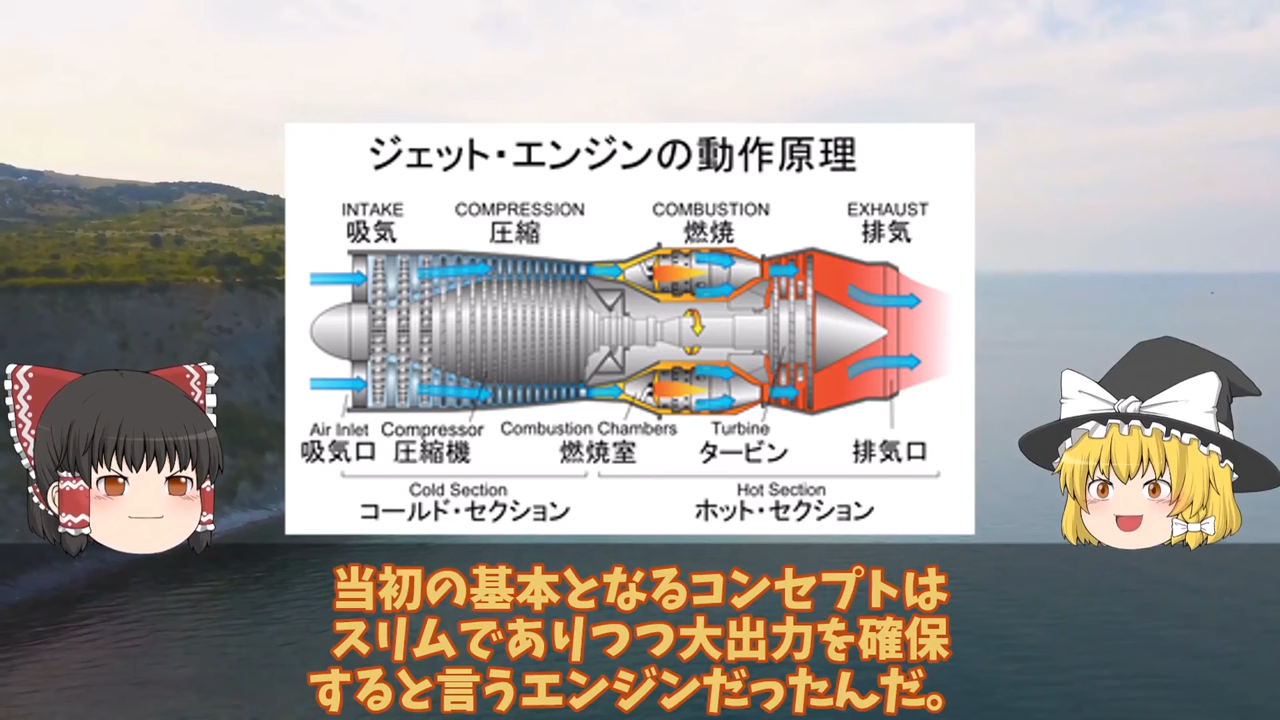 ジェット・エンジンの動作原理
INTAKE COMPRESSION COMBUSTION EXHAUST
吸気 圧縮 燃焼 排気
Air Inlet Compressor Combustion Chambers Turbine
吸気口 圧縮機 燃焼室 タービン 排気口
Cold Section Hot Section
コールド・セクション ホット・セクション
当初の基本となるコンセプトは
スリムでありつつ大出力を確保
すると言うエンジンだったんだ。